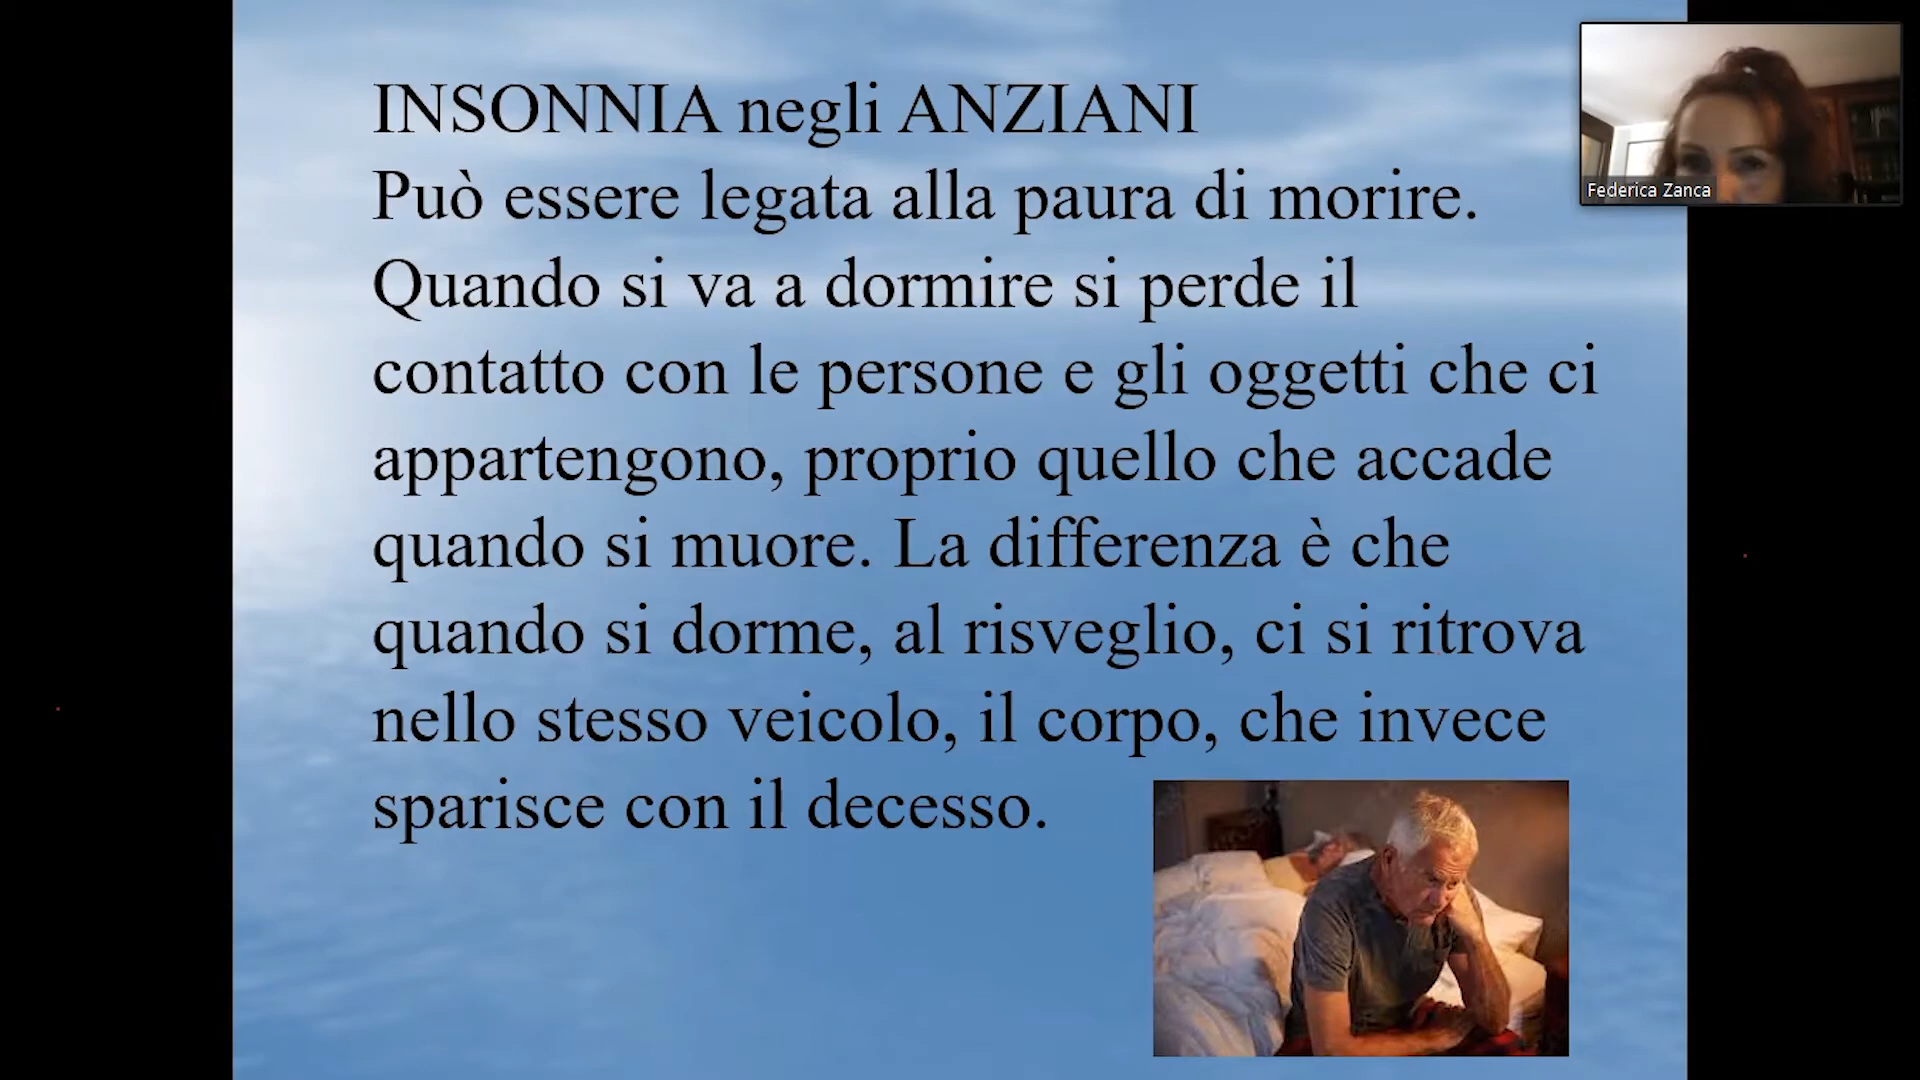 INSONNIA negli ANZIANI
Può essere legata alla paura di morire.
Quando si va a dormire si perde il
contatto con le persone e gli oggetti che ci
appartengono, proprio quello che accade
quando si muore. La differenza è che
quando si dorme, al risveglio, ci si ritrova
nello stesso veicolo, il corpo, che invece
sparisce con il decesso.
Federica Zanca